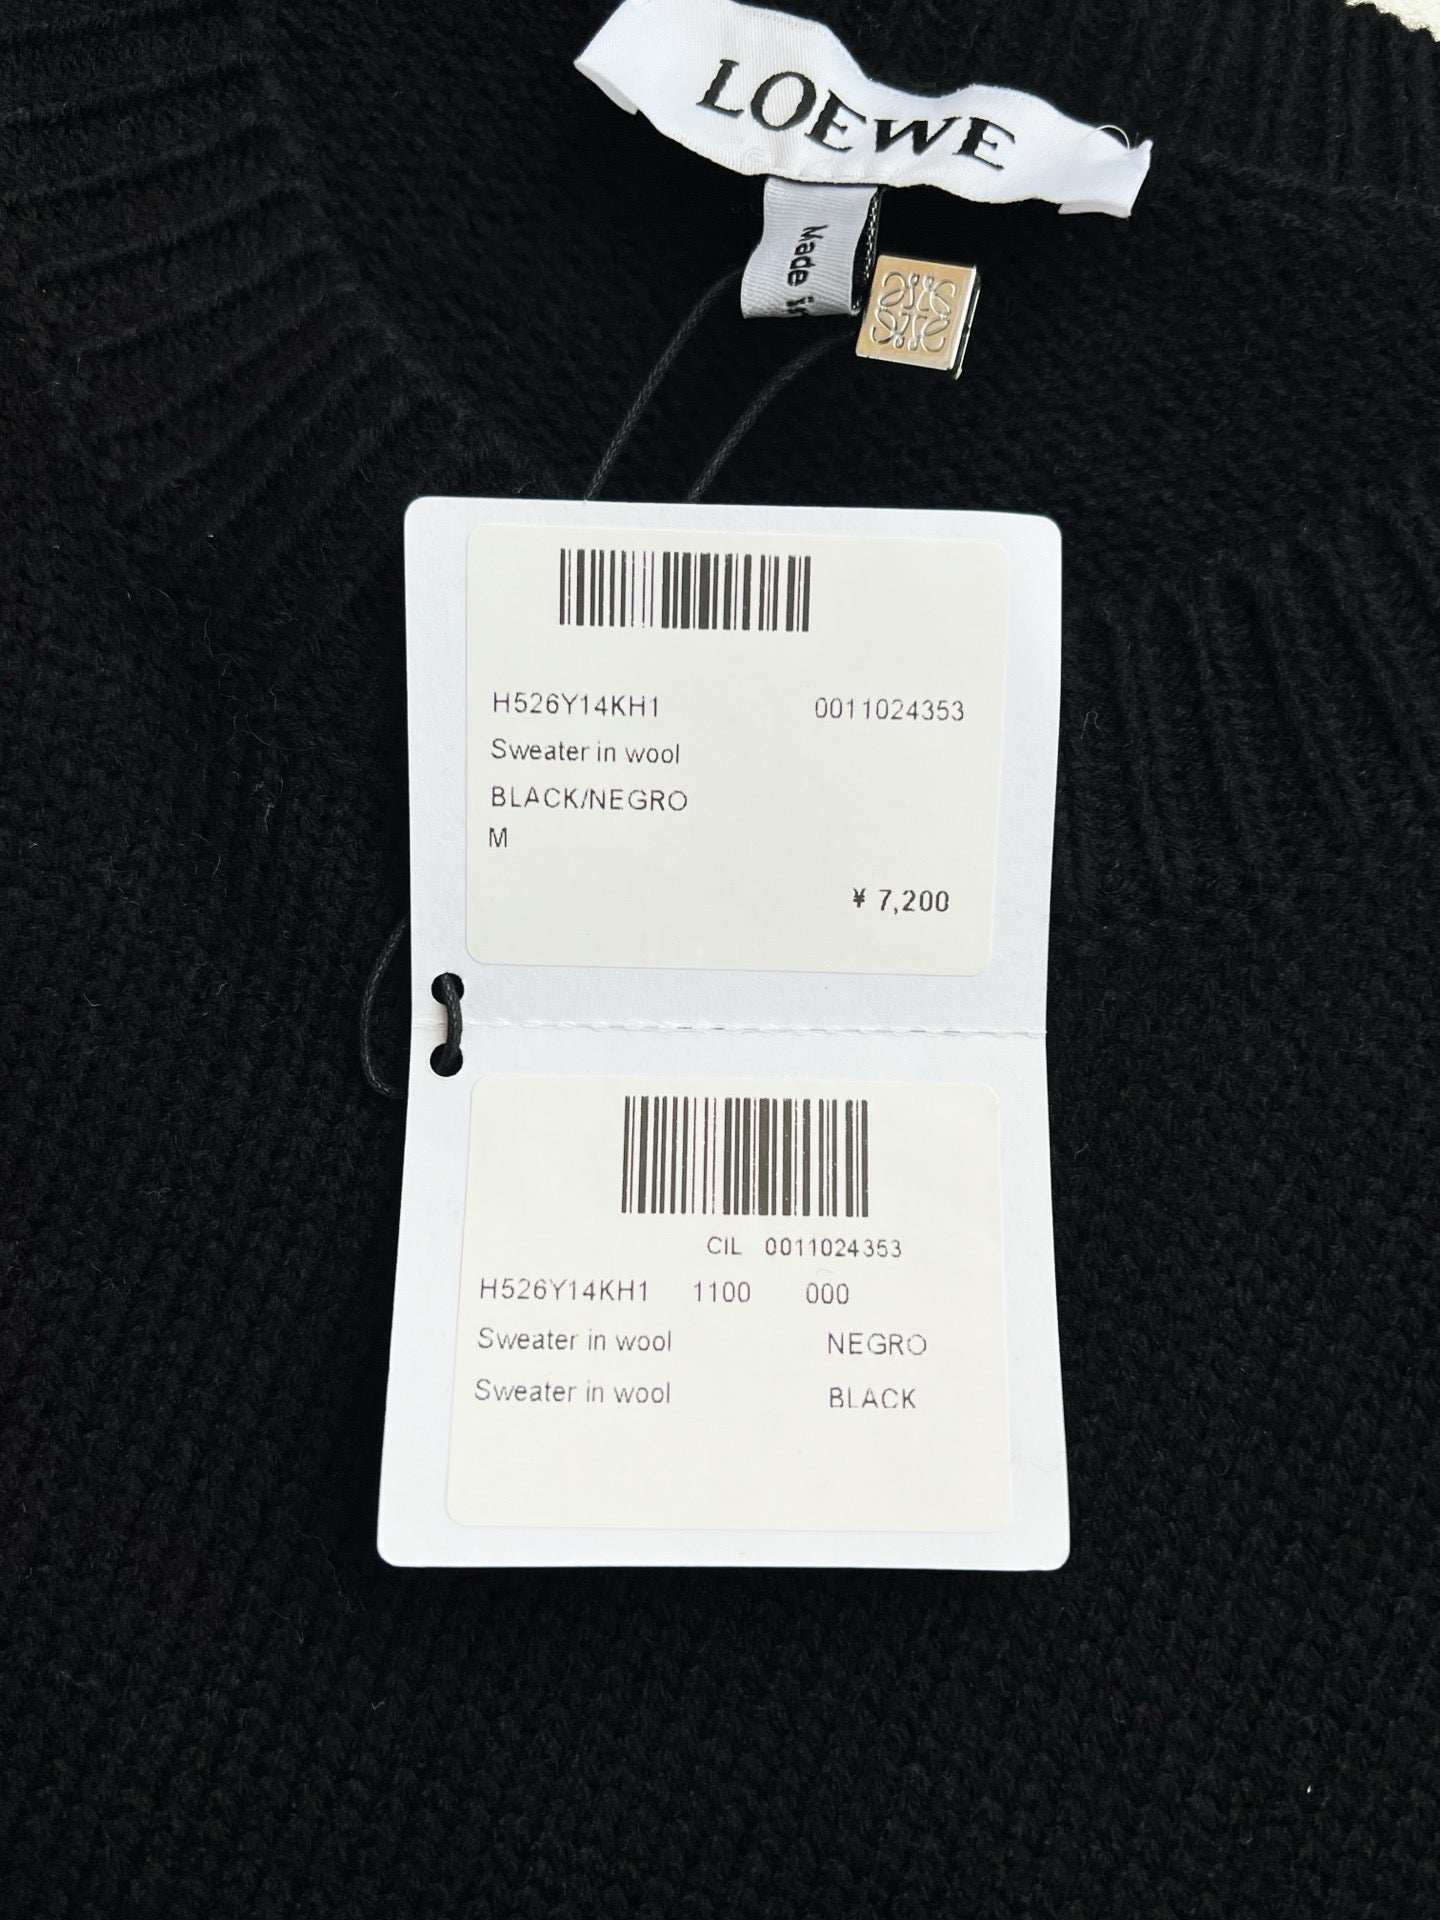 LOEWE
Made in
H526Y14KH1 0011024353
Sweater in wool
BLACK/NEGRO
M
¥ 7,200
CIL 0011024353
H526Y14KH1 1100 000
Sweater in wool NEGRO
Sweater in wool BLACK